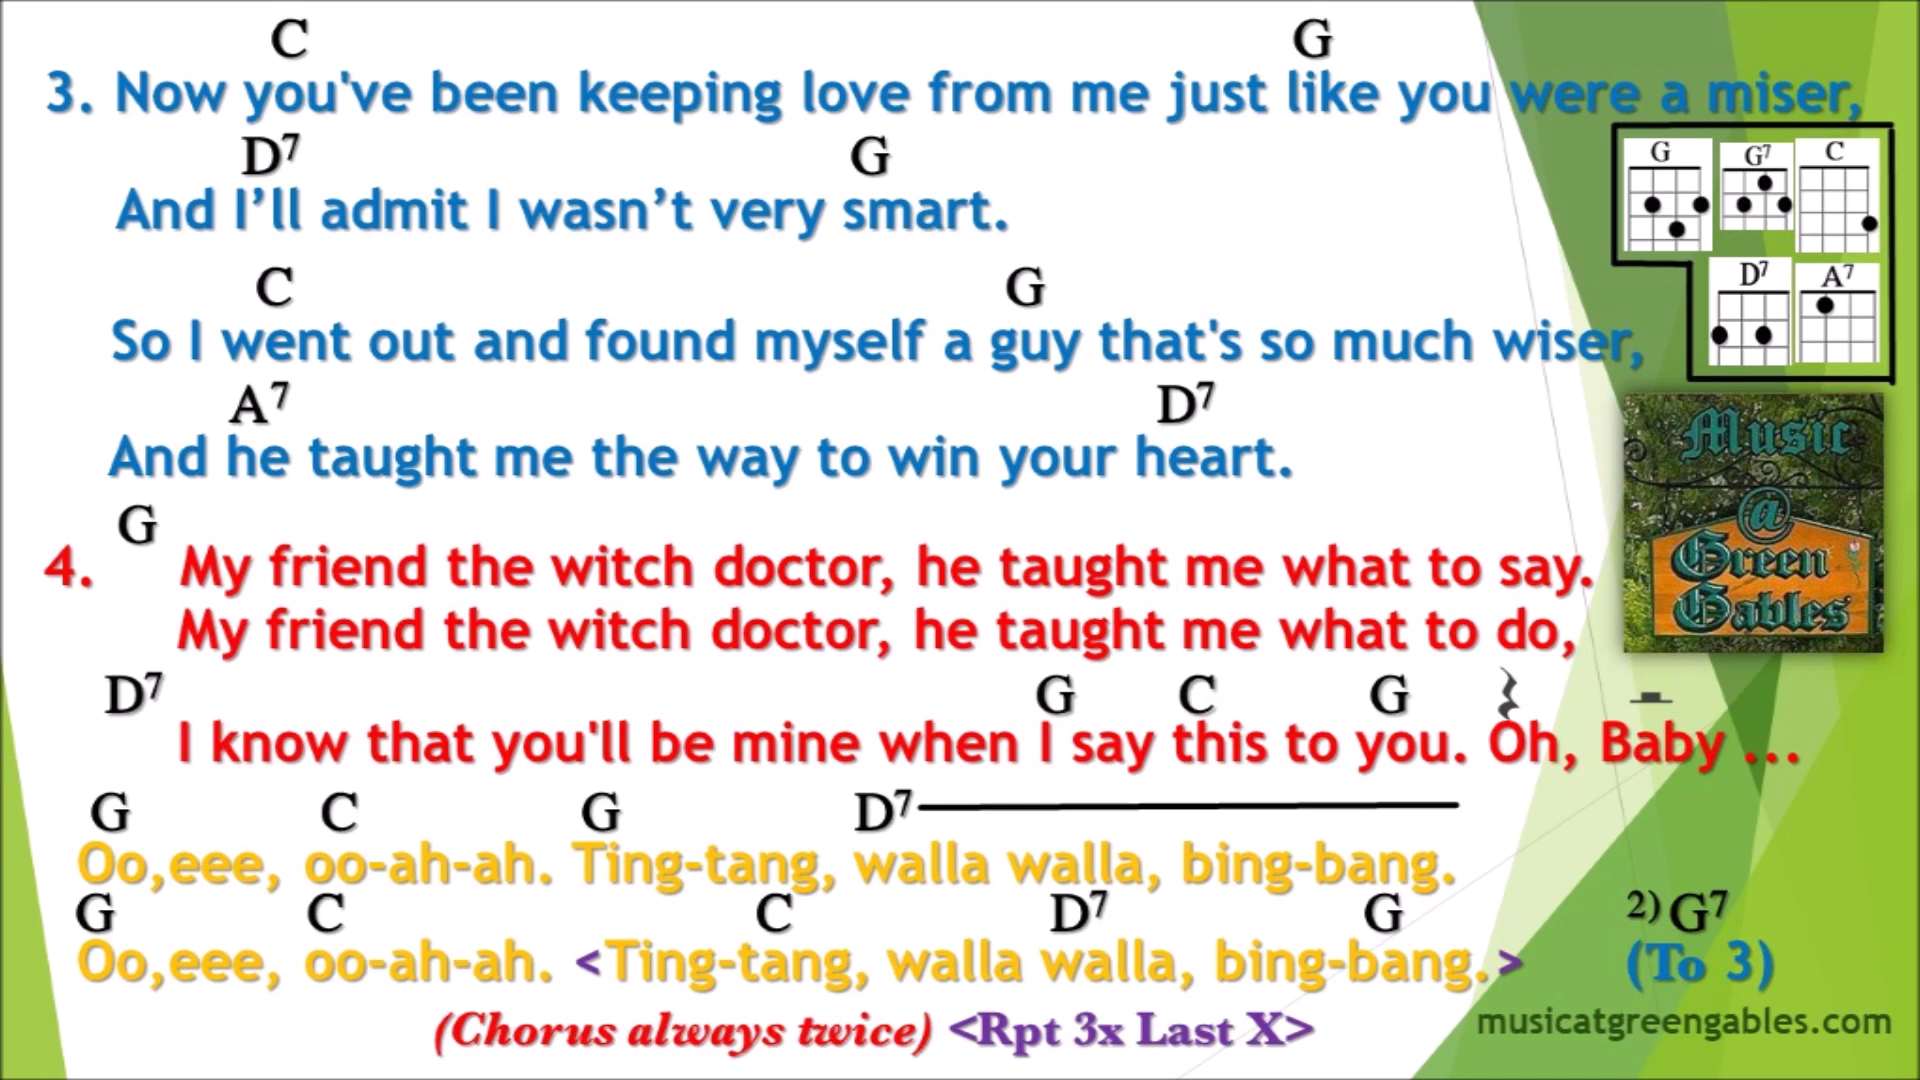 C G
3. Now you've been keeping love from me just like you were a miser,
D7 G
And I’ll admit I wasn’t very smart.
C G
So I went out and found myself a guy that's so much wiser,
A7 D7
And he taught me the way to win your heart.
G
4. My friend the witch doctor, he taught me what to say.
My friend the witch doctor, he taught me what to do,
D7 G C G
I know that you'll be mine when I say this to you. Oh, Baby ...
G C G D7
Oo,eee, oo-ah-ah. Ting-tang, walla walla, bing-bang.
G C C D7 G 2) G7
Oo,eee, oo-ah-ah. <Ting-tang, walla walla, bing-bang.> (To 3)
(Chorus always twice) <Rpt 3x Last X>
G G7 C
D7 A7
Music
@
Green
Gables
musicatgreengables.com